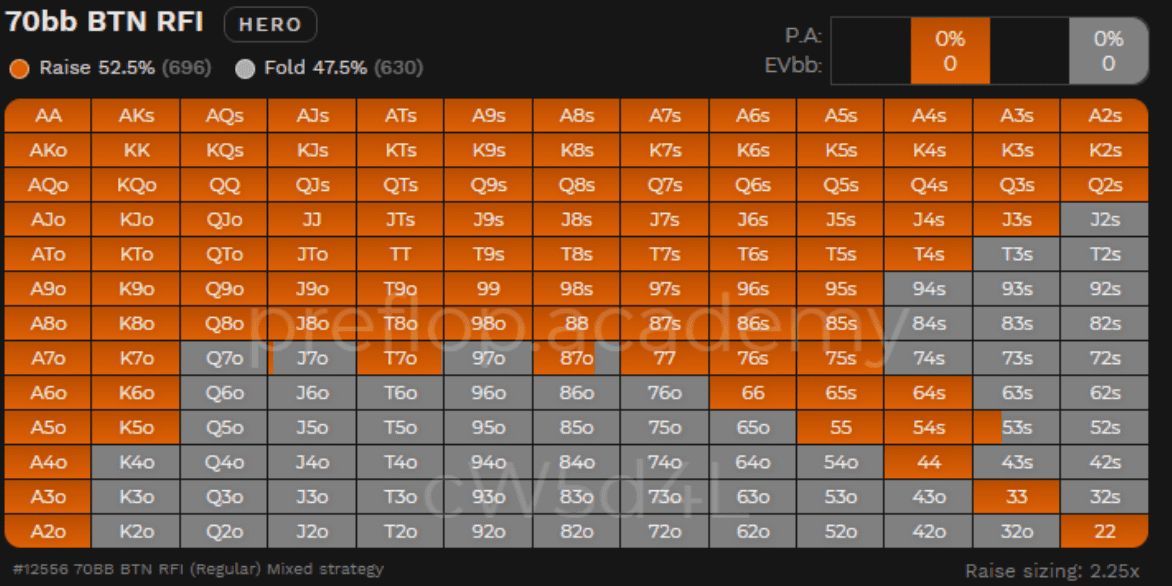 70bb BTN RFI HERO
Raise 52.5% (696) Fold 47.5% (630)
P.A: 0% 0%
EVbb: 0 0
AA AKs AQs AJs ATs A9s A8s A7s A6s A5s A4s A3s A2s
AKo KK KQs KJs KTs K9s K8s K7s K6s K5s K4s K3s K2s
AQo KQo QQ QJs QTs Q9s Q8s Q7s Q6s Q5s Q4s Q3s Q2s
AJo KJo QJo JJ JTs J9s J8s J7s J6s J5s J4s J3s J2s
ATo KTo QTo JTo TT T9s T8s T7s T6s T5s T4s T3s T2s
A9o K9o Q9o J9o T9o 99 98s 97s 96s 95s 94s 93s 92s
A8o K8o Q8o J8o T8o 98o 88 87s 86s 85s 84s 83s 82s
preflop.academy
A7o K7o Q7o J7o T7o 97o 87o 77 76s 75s 74s 73s 72s
A6o K6o Q6o J6o T6o 96o 86o 76o 66 65s 64s 63s 62s
A5o K5o Q5o J5o T5o 95o 85o 75o 65o 55 54s 53s 52s
A4o K4o Q4o J4o T4o 94o 84o 74o 64o 54o 44 43s 42s
A3o K3o Q3o J3o T3o 93o 83o 73o 63o 53o 43o 33 32s
cW5d4L
A2o K2o Q2o J2o T2o 92o 82o 72o 62o 52o 42o 32o 22
#12556 70BB BTN RFI (Regular) Mixed strategy
Raise sizing: 2.25x